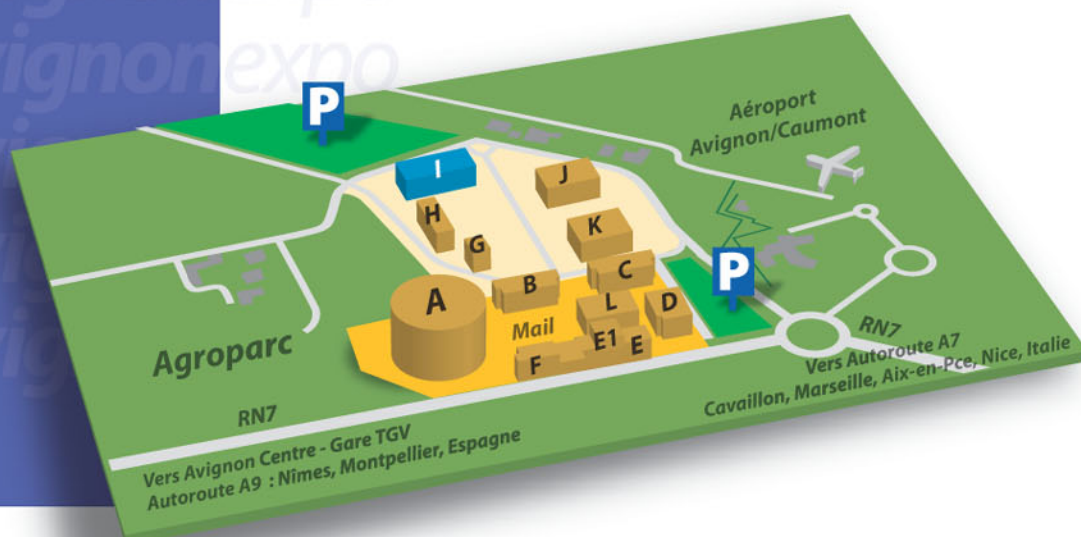 avignonexpo
P
Aéroport
Avignon/Caumont
I
J
H
K
G
C
P
B
A
L
D
Mail
E1
E
F
Agroparc
RN7
Vers Autoroute A7
Cavaillon, Marseille, Aix-en-Pce, Nice, Italie
RN7
Vers Avignon Centre - Gare TGV
Autoroute A9 : Nîmes, Montpellier, Espagne